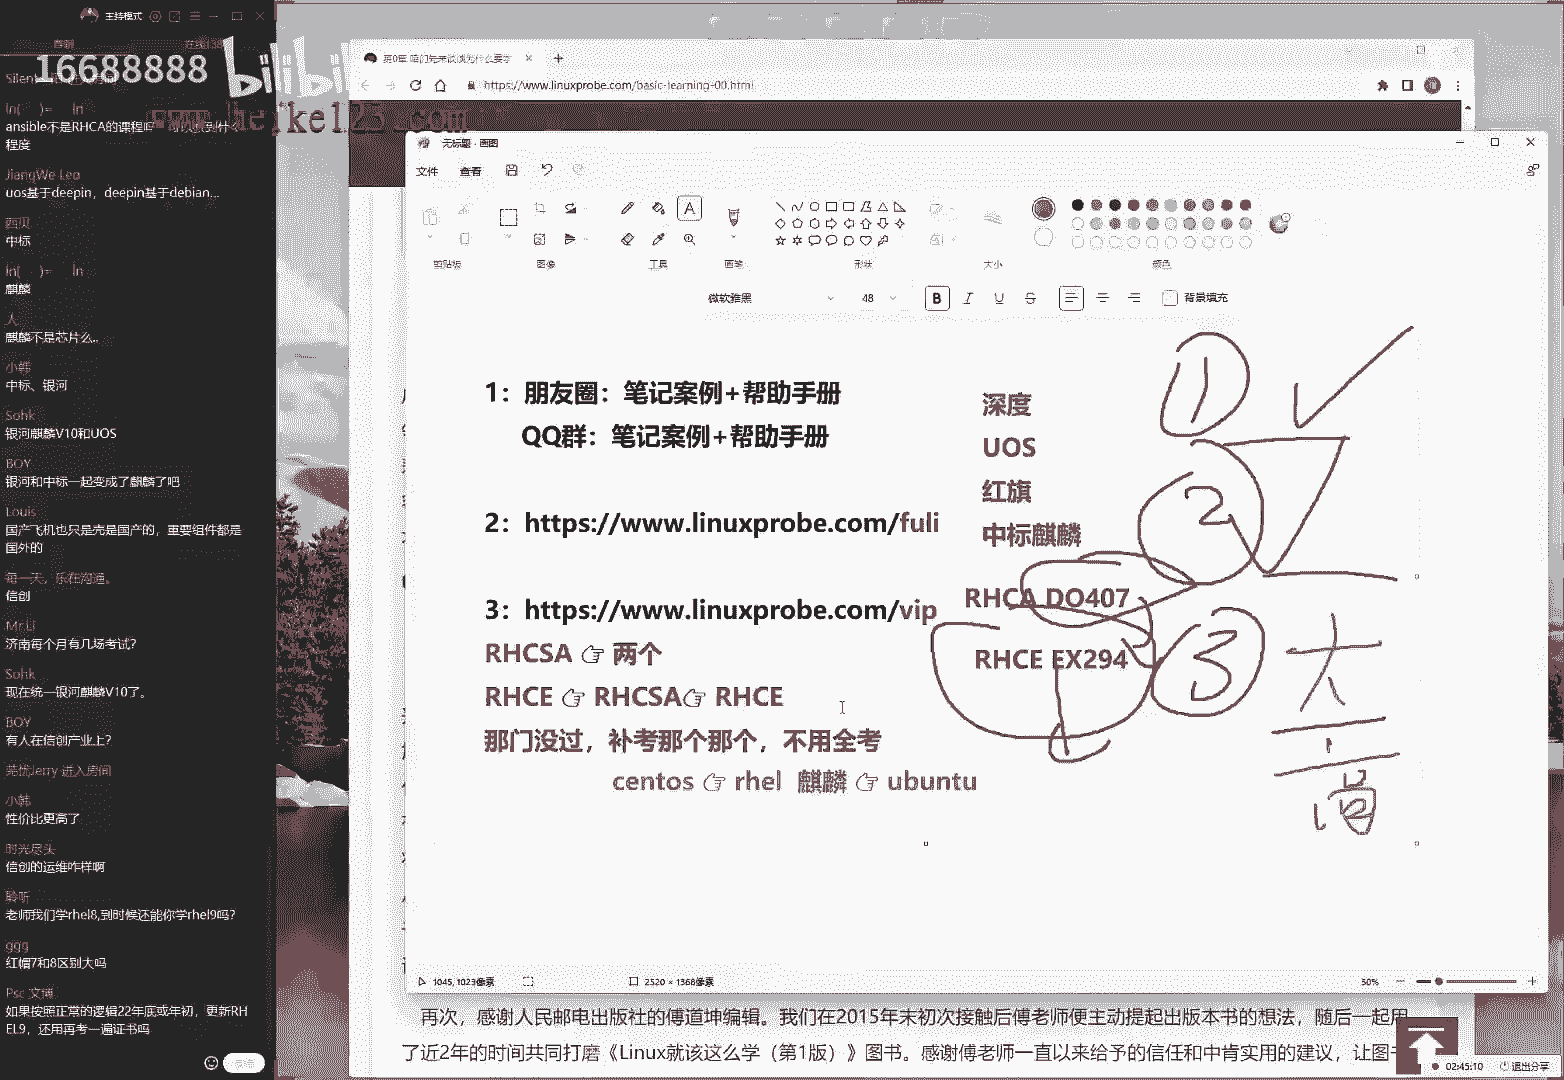 主持模式
16688888
bilibili
ansible不是RHCA的课程吗
程度
JiangWe Leo
uos基于deepin，deepin基于debian...
西贝
中标
麒麟
人
麒麟不是芯片么..
小韩
中标、银河
Sohk
银河麒麟V10和UOS
BOY
银河和中标一起变成了麒麟了吧
Louis
国产飞机也只是壳是国产的，重要组件都是
国外的
每一天，乐在沟通。
信创
Mr.Li
济南每个月有几场考试？
Sohk
现在统一银河麒麟V10了。
BOY
有人在信创产业上？
芜忧Jerry 进入房间
小韩
性价比更高了
时光尽头
信创的运维咋样啊
聆听
老师我们学rhel8,到时候还能你学rhel9吗？
ggg
红帽7和8区别大吗
Psc 文博
如果按照正常的逻辑22年底或年初，更新RH
EL9，还用再考一遍证书吗
https://www.linuxprobe.com/basic-learning-00.html
无标题 - 画图
文件 查看
剪贴板 图像 工具 画笔 形状 大小 颜色
微软雅黑 48 B I U S 背景填充
1：朋友圈：笔记案例+帮助手册
QQ群：笔记案例+帮助手册
2：https://www.linuxprobe.com/fuli
3：https://www.linuxprobe.com/vip
RHCSA 👉 两个
RHCE 👉 RHCSA👉 RHCE
那门没过，补考那个那个，不用全考
centos 👉 rhel 麒麟 👉 ubuntu
深度
UOS
红旗
中标麒麟
RHCA DO407
RHCE EX294
1
2
3
大
1045, 1023像素 2520 × 1368像素 50%
再次，感谢人民邮电出版社的傅道坤编辑。我们在2015年末初次接触后傅老师便主动提起出版本书的想法，随后一起用
了近2年的时间共同打磨《Linux就该这么学（第1版）》图书。感谢傅老师一直以来给予的信任和中肯实用的建议，让图书
02:45:10 退出分享